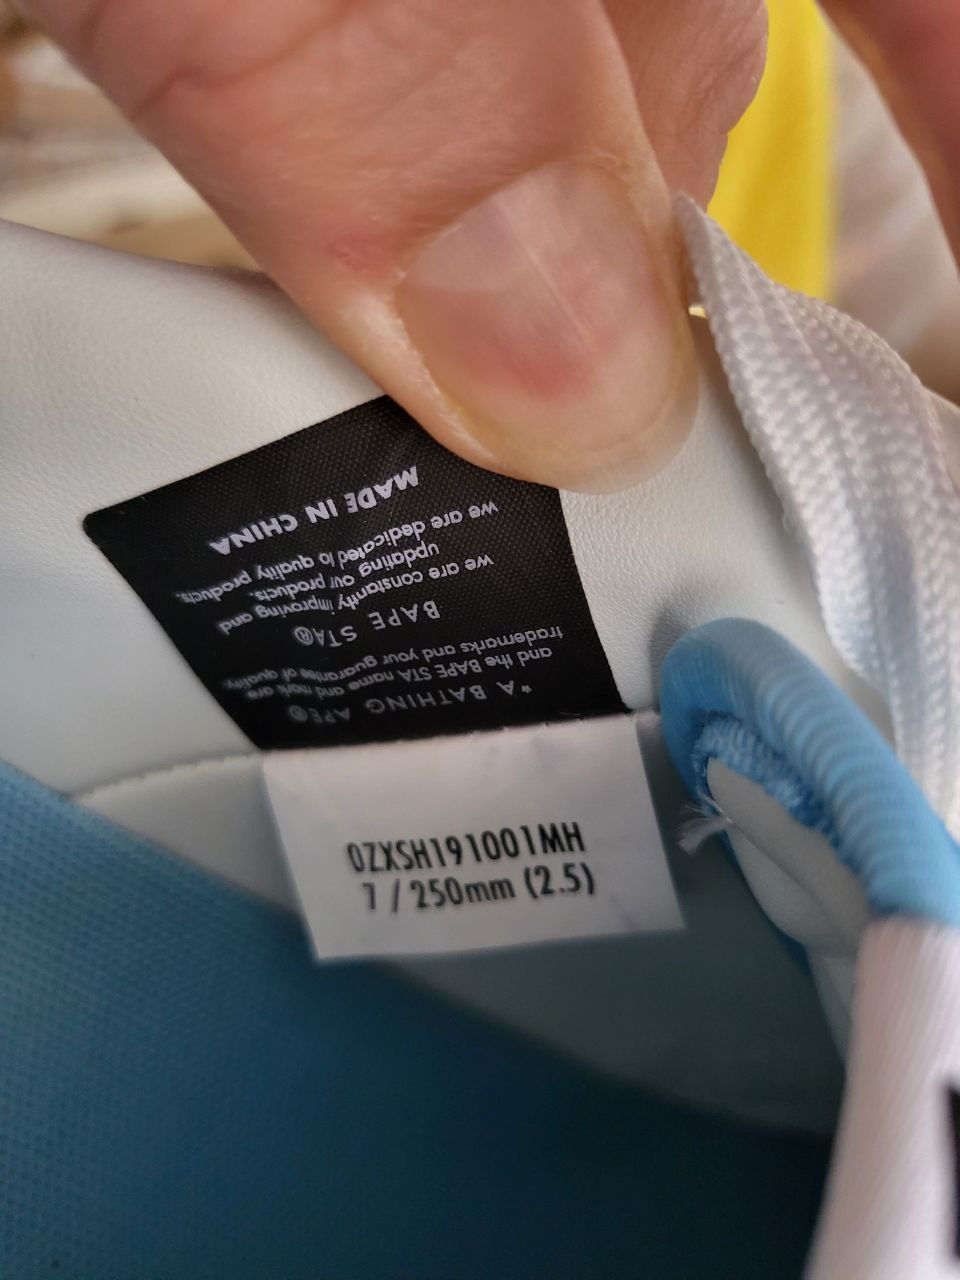 *A BATHING APE®
and the BAPE STA name and mark are
trademarks and your guarantee of quality
BAPE STA®
we are constantly improving and
updating our products.
we are dedicated to quality products.
MADE IN CHINA
0ZXSH191001MH
7 / 250mm (2.5)